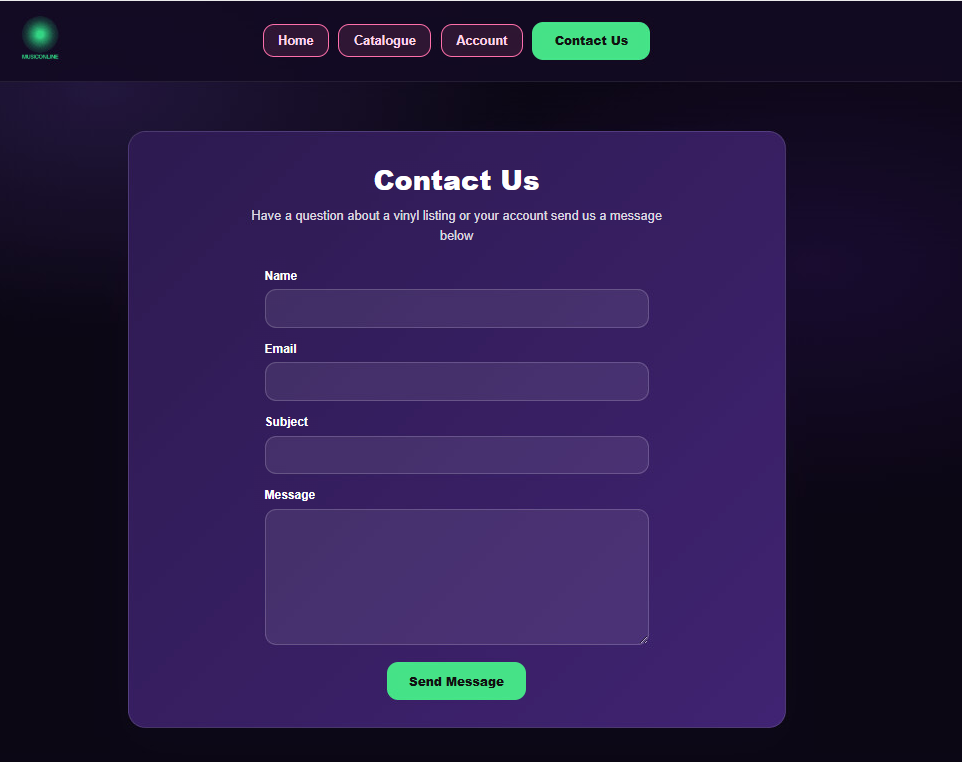 MUSICONLINE
Home
Catalogue
Account
Contact Us
Contact Us
Have a question about a vinyl listing or your account send us a message
below
Name
Email
Subject
Message
Send Message